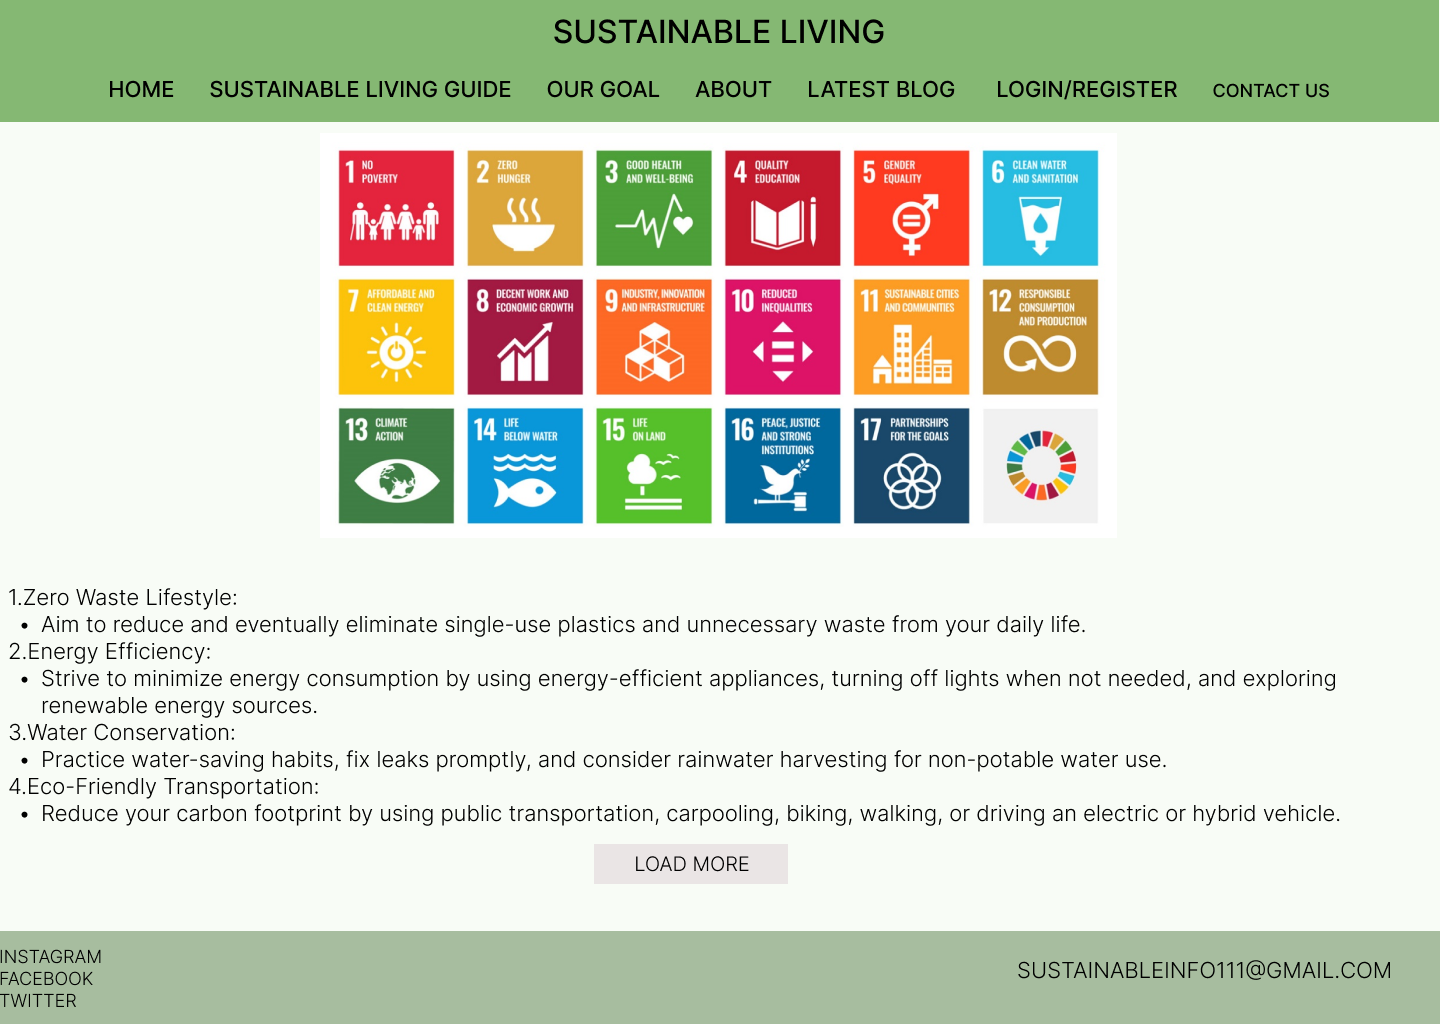 SUSTAINABLE LIVING
HOME SUSTAINABLE LIVING GUIDE OUR GOAL ABOUT LATEST BLOG LOGIN/REGISTER CONTACT US
1 NO
POVERTY
2 ZERO
HUNGER
3 GOOD HEALTH
AND WELL-BEING
4 QUALITY
EDUCATION
5 GENDER
EQUALITY
6 CLEAN WATER
AND SANITATION
7 AFFORDABLE AND
CLEAN ENERGY
8 DECENT WORK AND
ECONOMIC GROWTH
9 INDUSTRY, INNOVATION
AND INFRASTRUCTURE
10 REDUCED
INEQUALITIES
11 SUSTAINABLE CITIES
AND COMMUNITIES
12 RESPONSIBLE
CONSUMPTION
AND PRODUCTION
13 CLIMATE
ACTION
14 LIFE
BELOW WATER
15 LIFE
ON LAND
16 PEACE, JUSTICE
AND STRONG
INSTITUTIONS
17 PARTNERSHIPS
FOR THE GOALS
1.Zero Waste Lifestyle:
• Aim to reduce and eventually eliminate single-use plastics and unnecessary waste from your daily life.
2.Energy Efficiency:
• Strive to minimize energy consumption by using energy-efficient appliances, turning off lights when not needed, and exploring
renewable energy sources.
3.Water Conservation:
• Practice water-saving habits, fix leaks promptly, and consider rainwater harvesting for non-potable water use.
4.Eco-Friendly Transportation:
• Reduce your carbon footprint by using public transportation, carpooling, biking, walking, or driving an electric or hybrid vehicle.
LOAD MORE
INSTAGRAM
FACEBOOK
TWITTER
SUSTAINABLEINFO111@GMAIL.COM